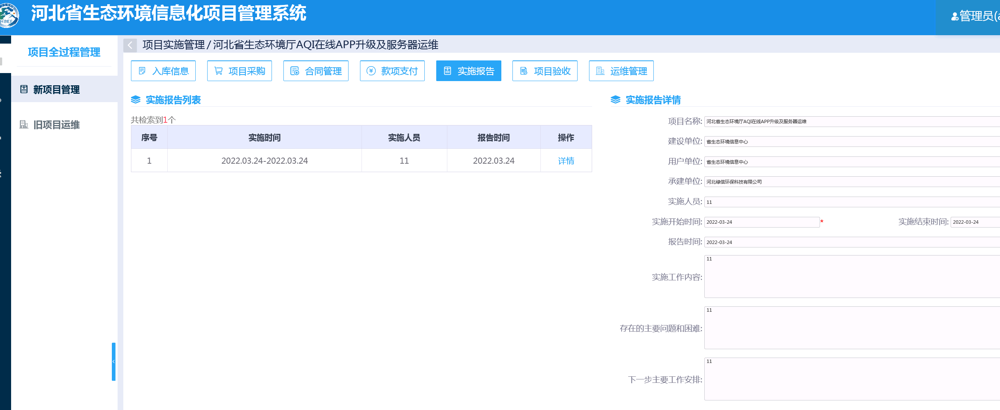 河北省生态环境信息化项目管理系统
HBEE
管理员(a
项目全过程管理
新项目管理
旧项目运维
项目实施管理 / 河北省生态环境厅AQI在线APP升级及服务器运维
入库信息 项目采购 合同管理 款项支付 实施报告 项目验收 运维管理
实施报告列表
共检索到1个
序号 实施时间 实施人员 报告时间 操作
1 2022.03.24-2022.03.24 11 2022.03.24 详情
实施报告详情
项目名称: 河北省生态环境厅AQI在线APP升级及服务器运维
建设单位: 省生态环境信息中心
用户单位: 省生态环境信息中心
承建单位: 河北绿信环保科技有限公司
实施人员: 11
实施开始时间: 2022-03-24 * 实施结束时间: 2022-03-24
报告时间: 2022-03-24
实施工作内容: 11
存在的主要问题和困难: 11
下一步主要工作安排: 11